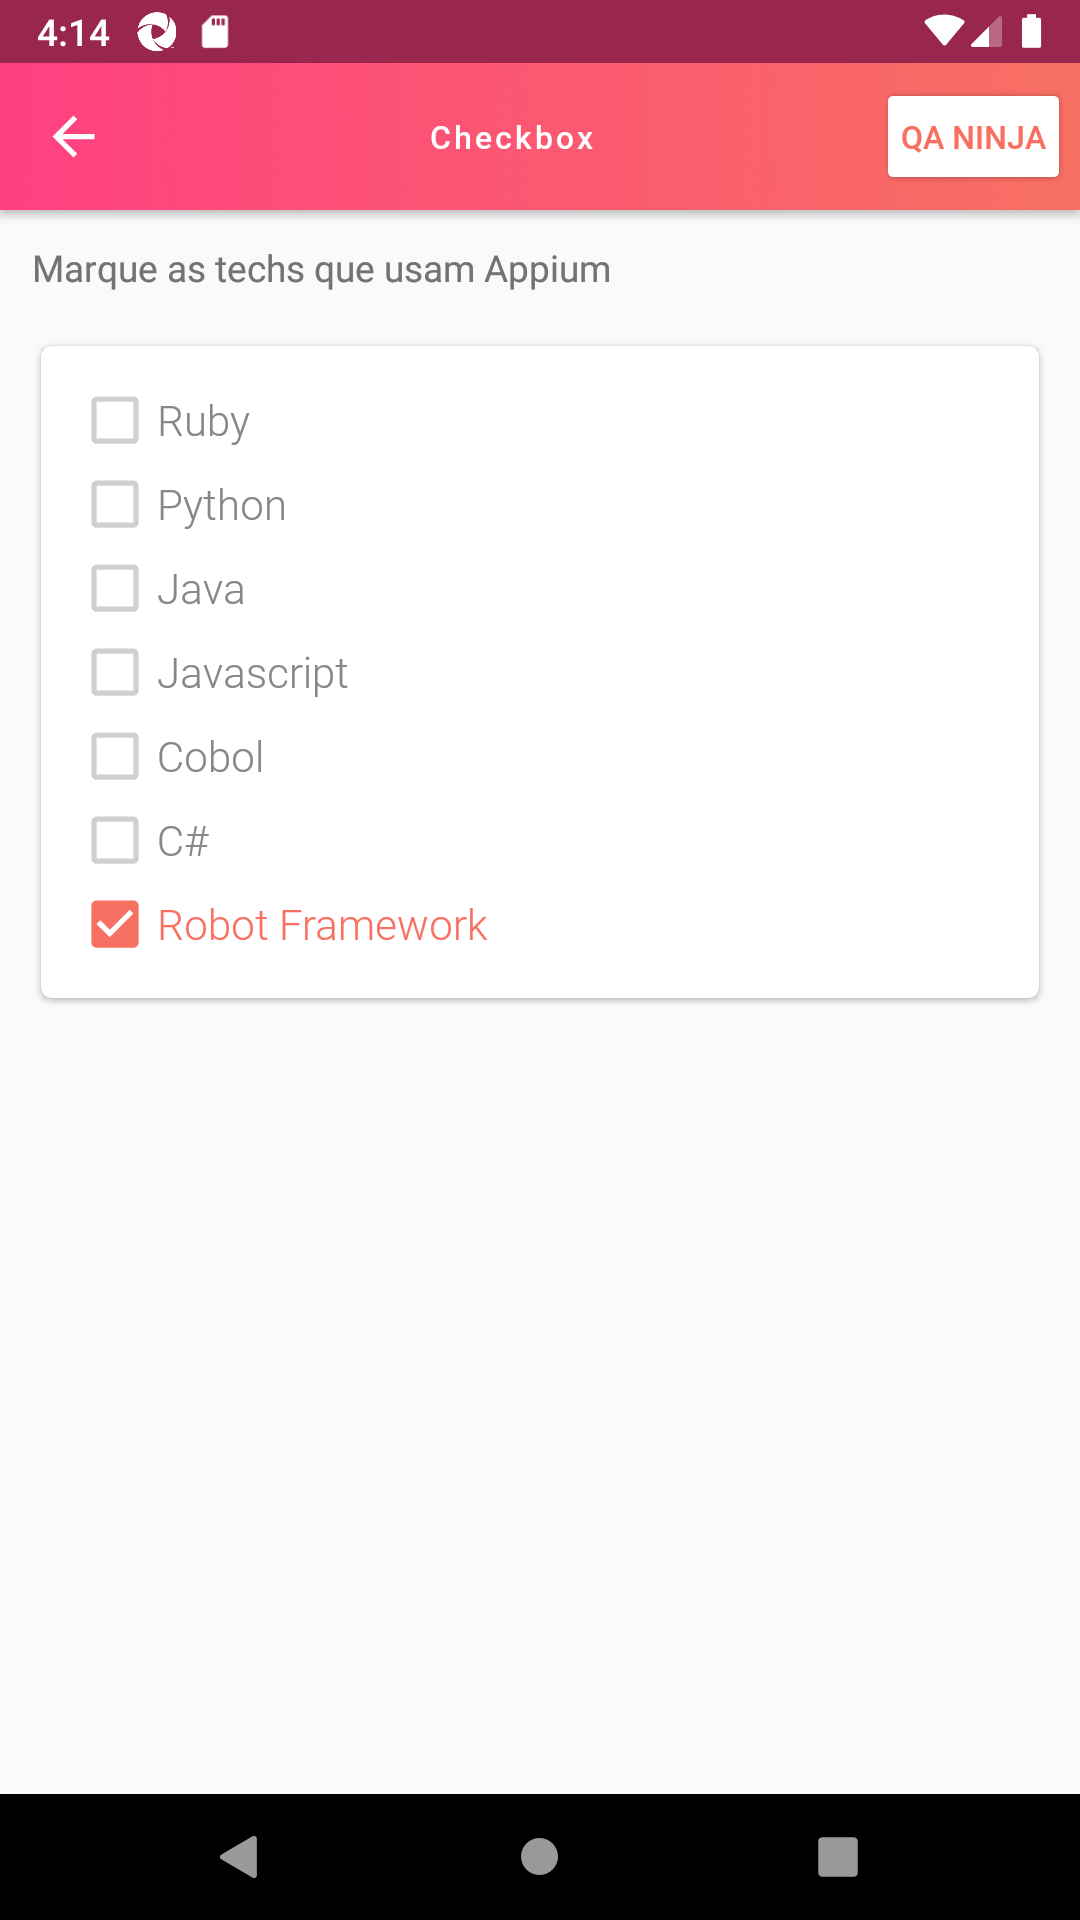 4:14
Checkbox
QA NINJA
Marque as techs que usam Appium
Ruby
Python
Java
Javascript
Cobol
C#
Robot Framework